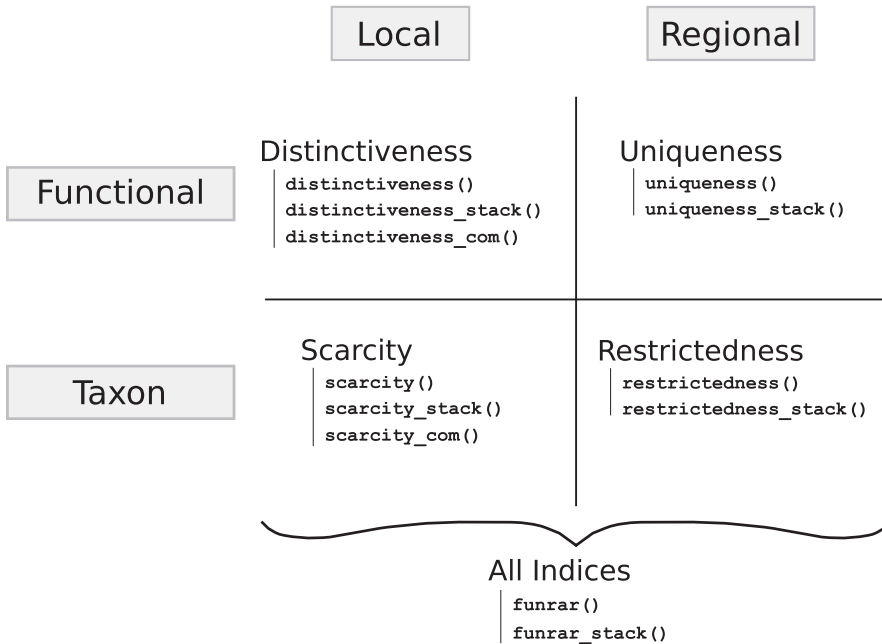 Local
Regional
Functional
Distinctiveness
distinctiveness()
distinctiveness_stack()
distinctiveness_com()
Uniqueness
uniqueness()
uniqueness_stack()
Taxon
Scarcity
scarcity()
scarcity_stack()
scarcity_com()
Restrictedness
restrictedness()
restrictedness_stack()
All Indices
funrar()
funrar_stack()